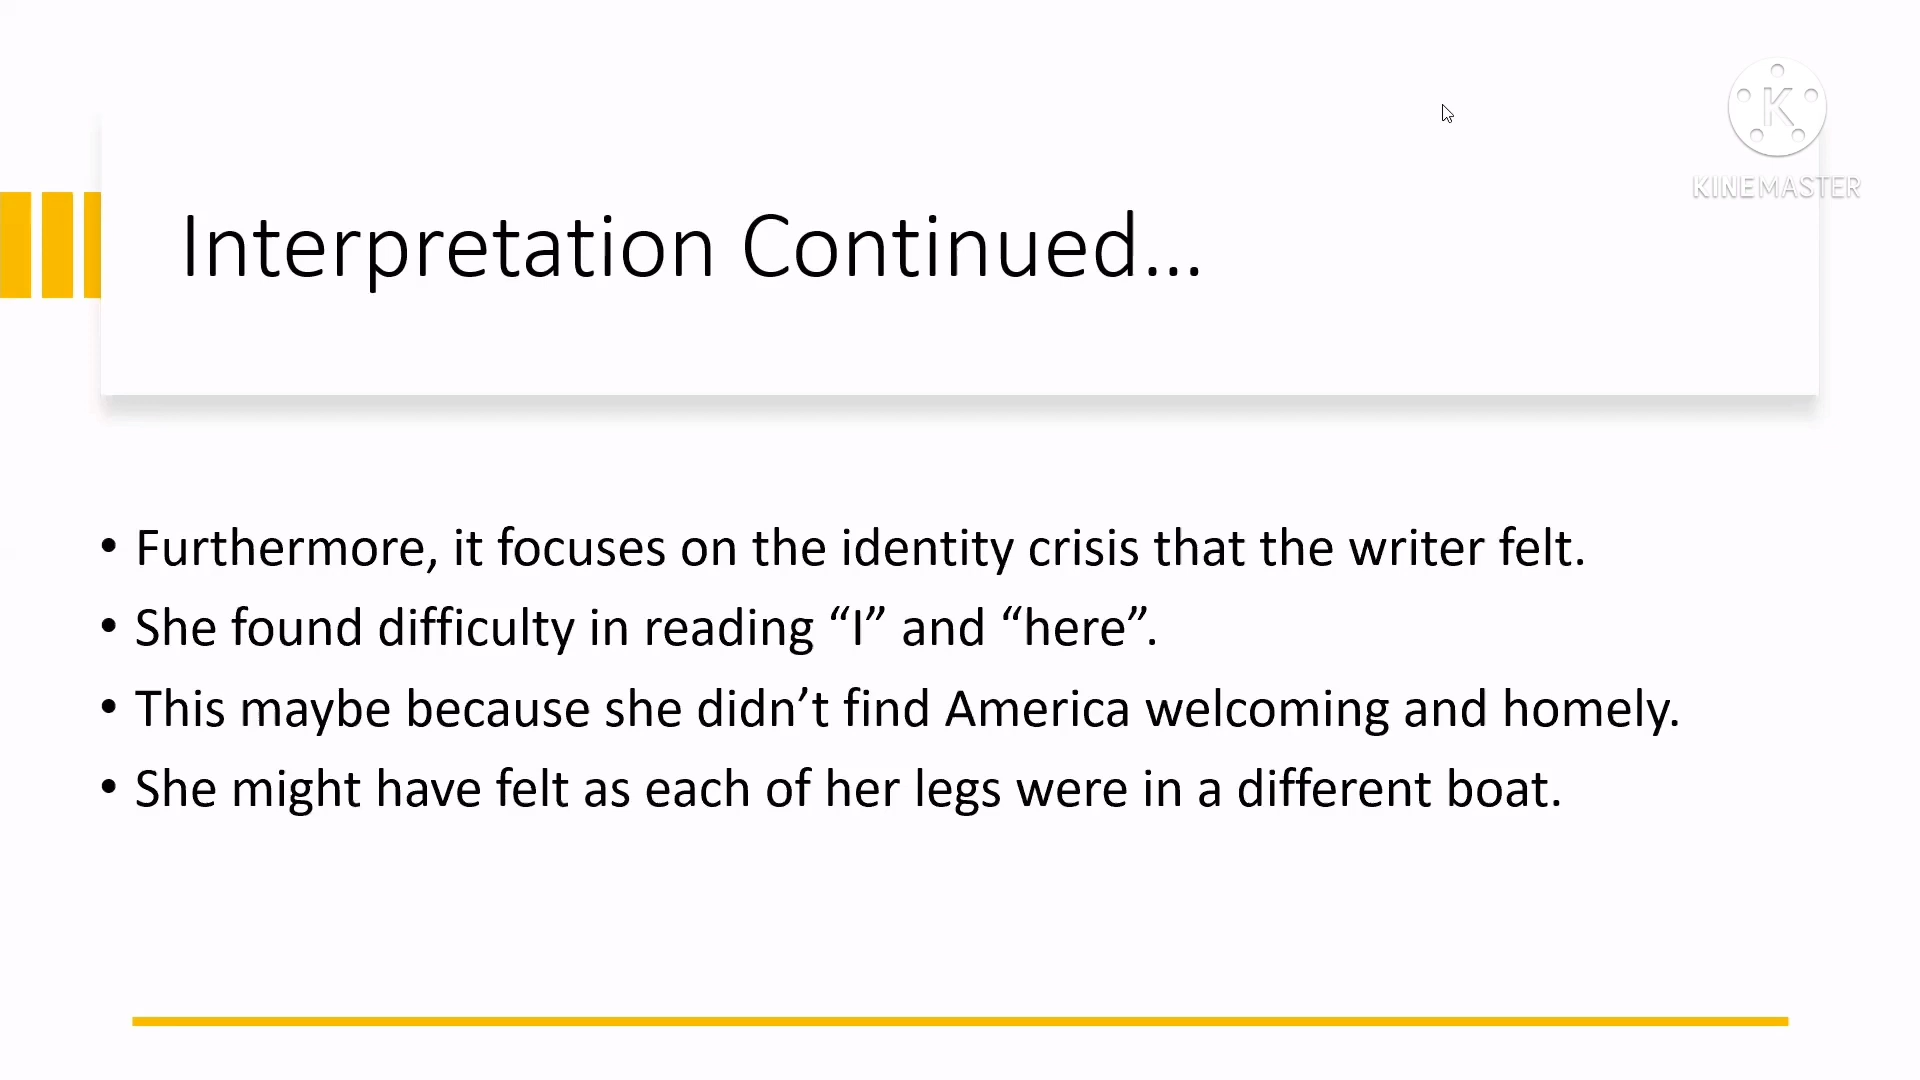 KINEMASTER
Interpretation Continued...
• Furthermore, it focuses on the identity crisis that the writer felt.
• She found difficulty in reading “I” and “here”.
• This maybe because she didn’t find America welcoming and homely.
• She might have felt as each of her legs were in a different boat.